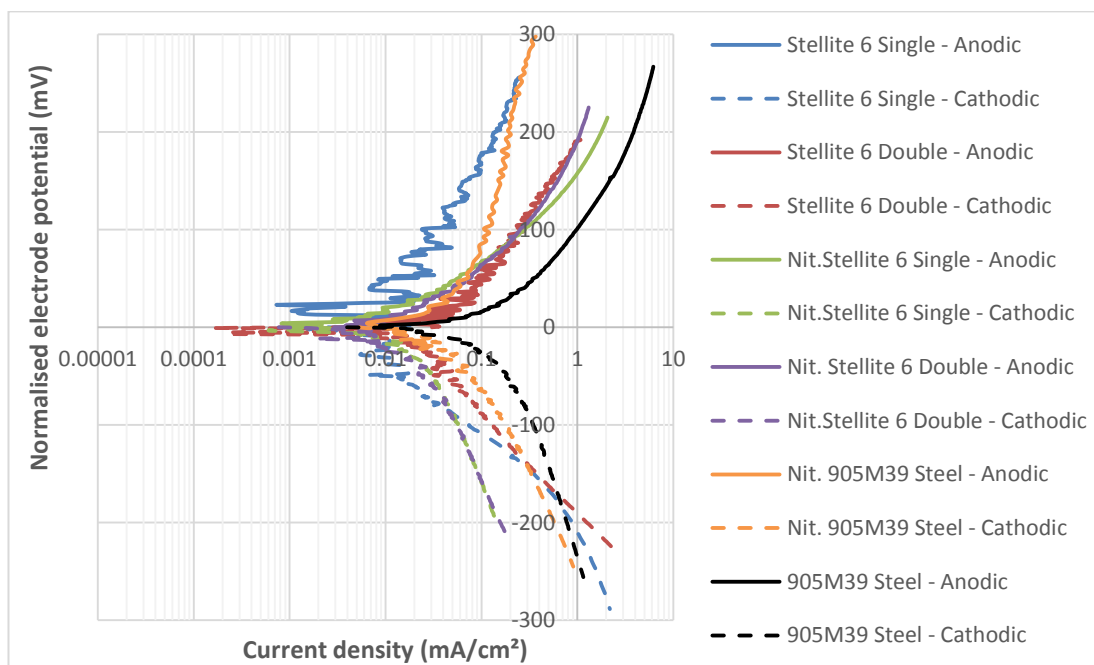 Normalised electrode potential (mV)
300
200
100
0
-100
-200
-300
0.00001
0.0001
0.001
0.01
0.1
1
10
Current density (mA/cm²)
Stellite 6 Single - Anodic
Stellite 6 Single - Cathodic
Stellite 6 Double - Anodic
Stellite 6 Double - Cathodic
Nit.Stellite 6 Single - Anodic
Nit.Stellite 6 Single - Cathodic
Nit. Stellite 6 Double - Anodic
Nit.Stellite 6 Double - Cathodic
Nit. 905M39 Steel - Anodic
Nit. 905M39 Steel - Cathodic
905M39 Steel - Anodic
905M39 Steel - Cathodic